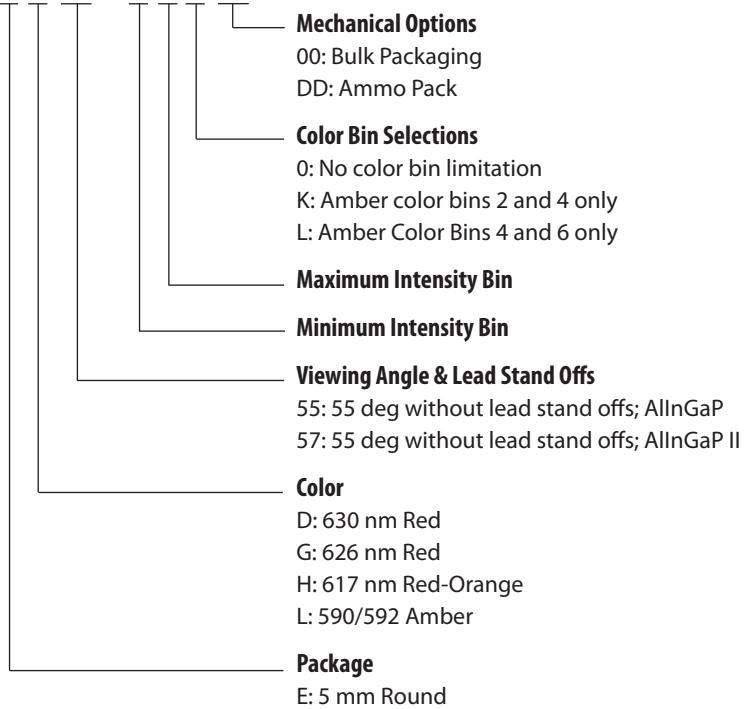 Mechanical Options
00: Bulk Packaging
DD: Ammo Pack
Color Bin Selections
0: No color bin limitation
K: Amber color bins 2 and 4 only
L: Amber Color Bins 4 and 6 only
Maximum Intensity Bin
Minimum Intensity Bin
Viewing Angle & Lead Stand Offs
55: 55 deg without lead stand offs; AlInGaP
57: 55 deg without lead stand offs; AlInGaP II
Color
D: 630 nm Red
G: 626 nm Red
H: 617 nm Red-Orange
L: 590/592 Amber
Package
E: 5 mm Round